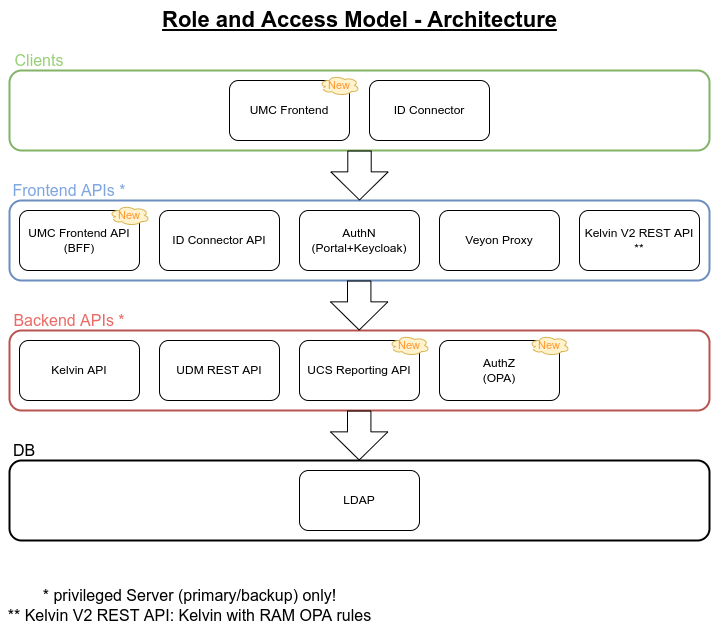 Role and Access Model - Architecture
Clients
New
UMC Frontend
ID Connector
Frontend APIs *
New
UMC Frontend API
(BFF)
ID Connector API
AuthN
(Portal+Keycloak)
Veyon Proxy
Kelvin V2 REST API
**
Backend APIs *
Kelvin API
UDM REST API
New
UCS Reporting API
New
AuthZ
(OPA)
DB
LDAP
* privileged Server (primary/backup) only!
** Kelvin V2 REST API: Kelvin with RAM OPA rules